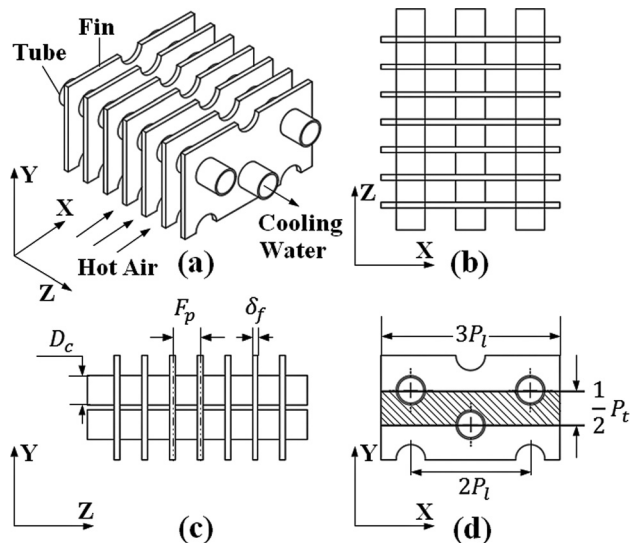 Fin
Tube
Y
X
Z
Hot Air
Cooling
Water
(a)
Z
X
(b)
D_c
F_p
δ_f
Y
Z
(c)
3P_l
1/2 P_t
2P_l
Y
X
(d)